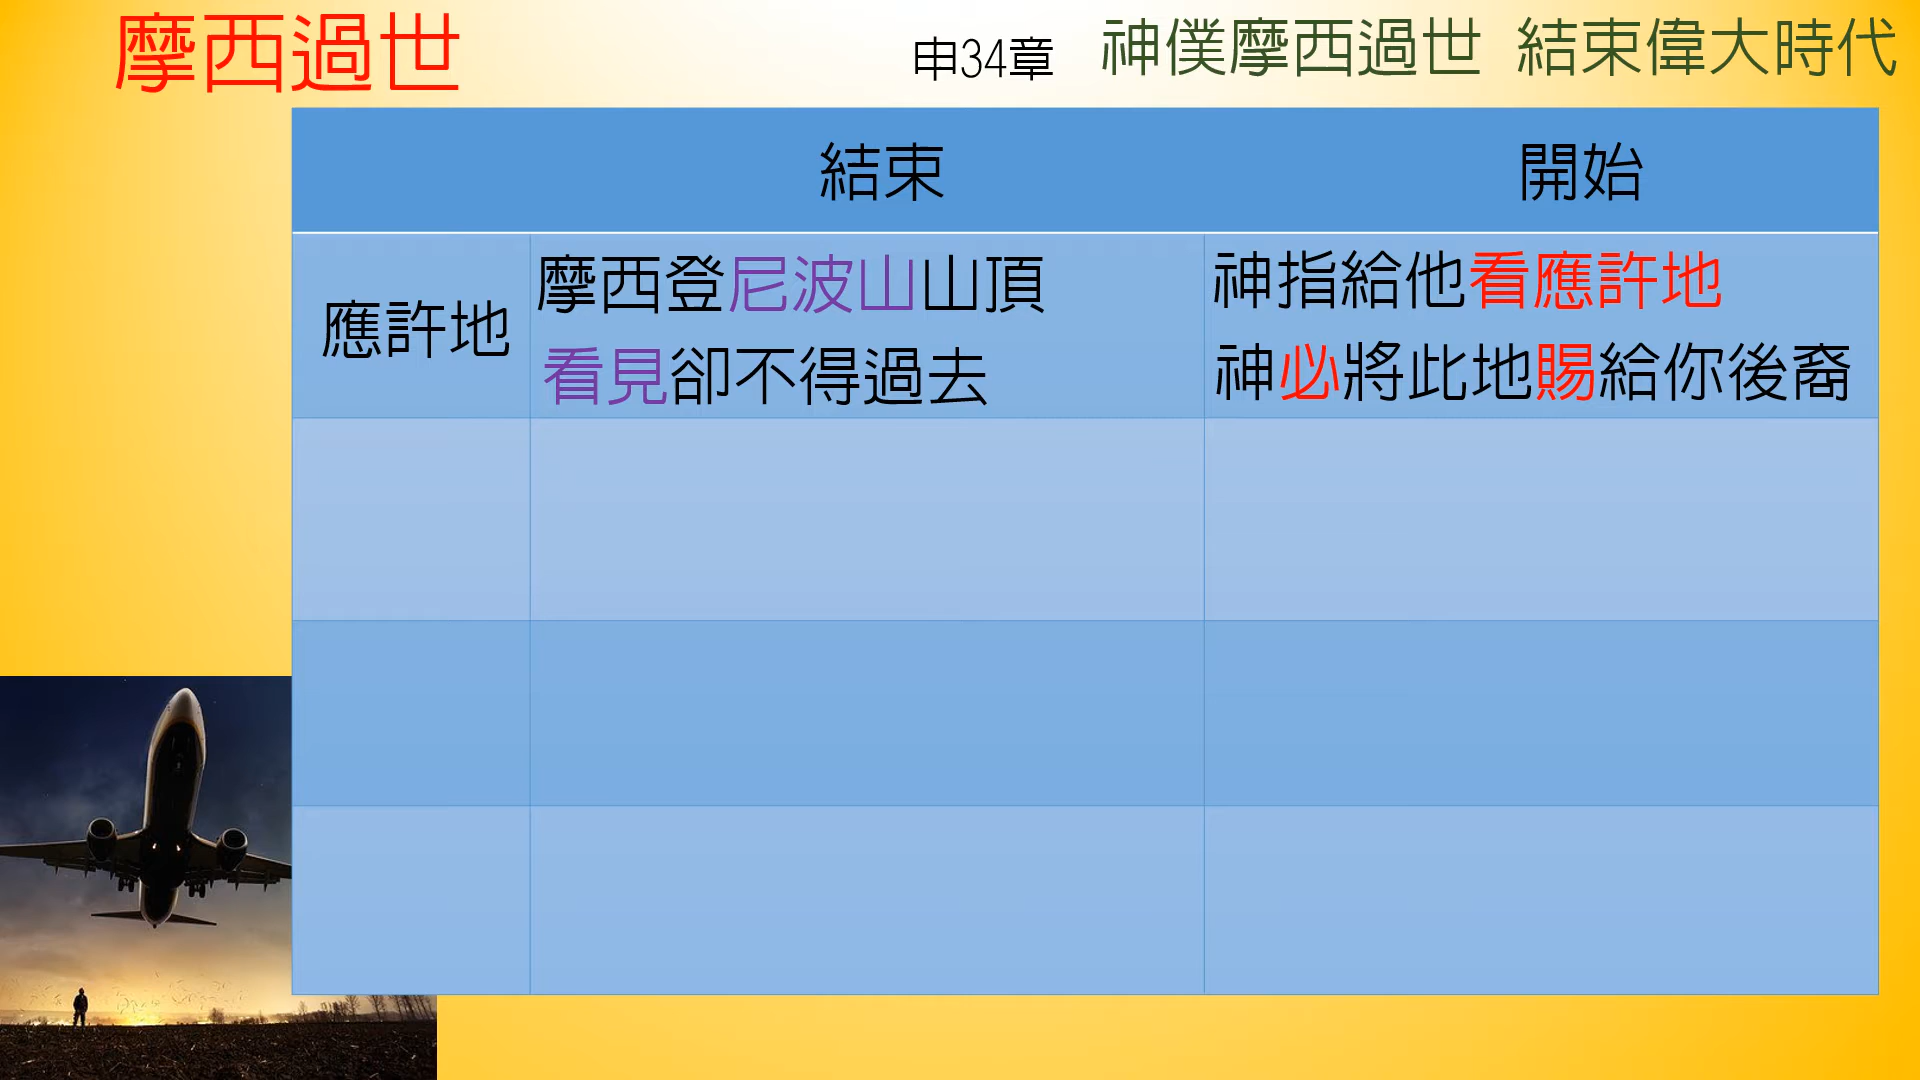 摩西過世
申34章 神僕摩西過世 結束偉大時代
結束 開始
應許地
摩西登尼波山山頂
看見卻不得過去
神指給他看應許地
神必將此地賜給你後裔